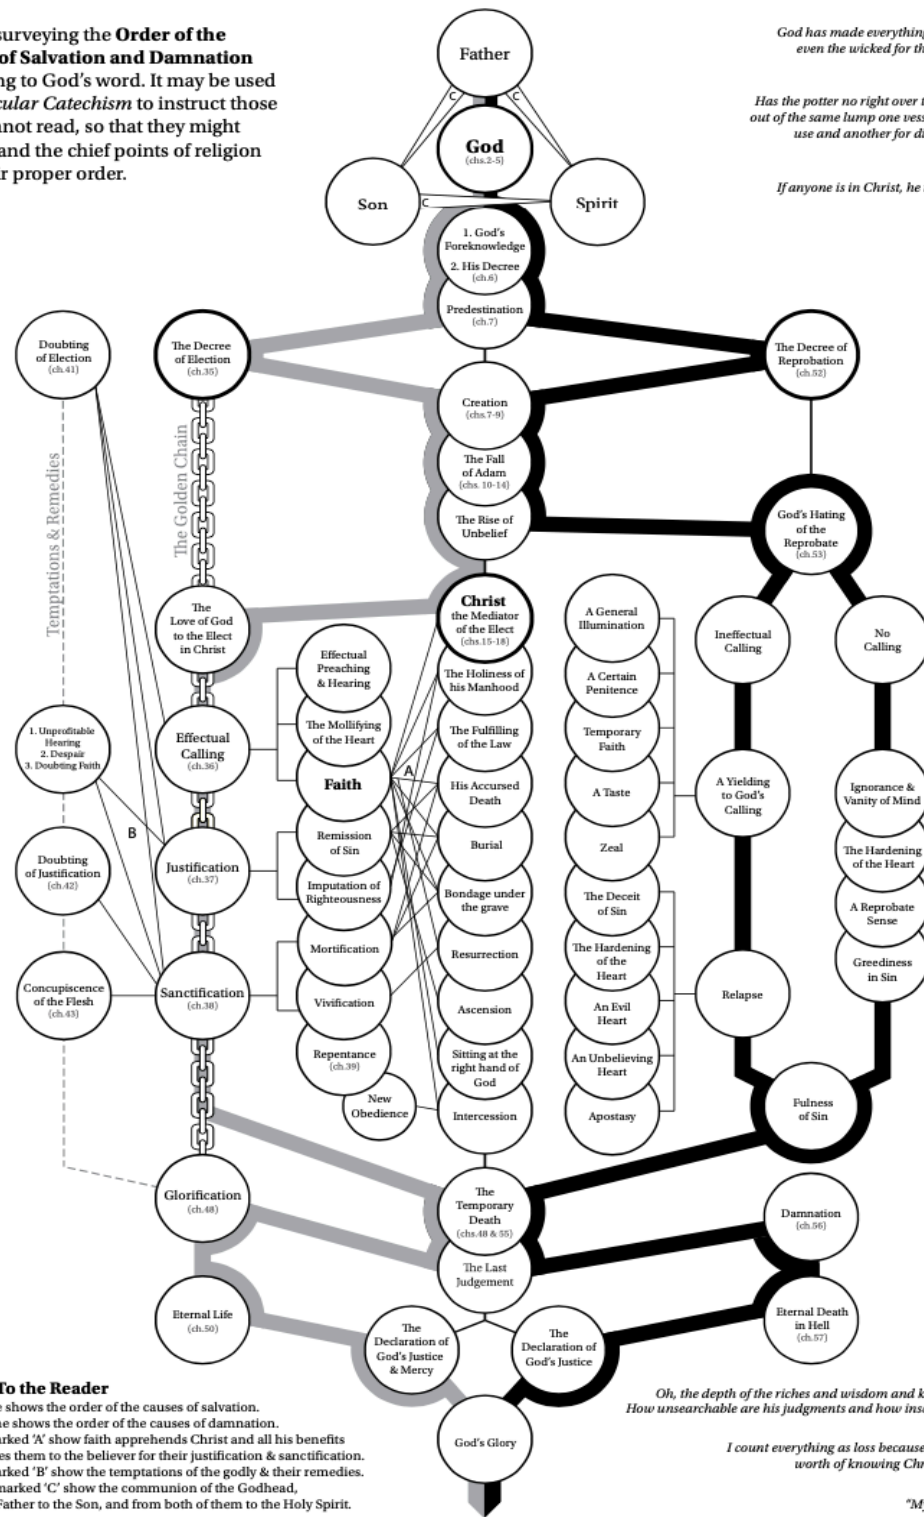 surveying the Order of the
of Salvation and Damnation
ng to God's word. It may be used
cular Catechism to instruct those
nnot read, so that they might
and the chief points of religion
r proper order.
God has made everything
even the wicked for th
Has the potter no right over t
out of the same lump one vess
use and another for di
If anyone is in Christ, he
Father
C
C
God
(chs.2-5)
Son
C
Spirit
1. God's
Foreknowledge
2. His Decree
(ch.6)
Predestination
(ch.7)
Doubting
of Election
(ch.41)
The Decree
of Election
(ch.35)
The Decree of
Reprobation
(ch.52)
Creation
(chs.7-9)
The Fall
of Adam
(chs. 10-14)
The Rise of
Unbelief
Temptations & Remedies
The Golden Chain
God's Hating
of the
Reprobate
(ch.53)
The
Love of God
to the Elect
in Christ
Christ
the Mediator
of the Elect
(chs.15-18)
The Holiness of
his Manhood
The Fulfilling
of the Law
His Accursed
Death
Burial
Bondage under
the grave
Resurrection
Ascension
Sitting at the
right hand of
God
Intercession
1. Unprofitable
Hearing
2. Despair
3. Doubting Faith
B
Doubting
of Justification
(ch.42)
Concupiscence
of the Flesh
(ch.43)
Effectual
Calling
(ch.36)
Justification
(ch.37)
Sanctification
(ch.38)
Effectual
Preaching
& Hearing
The Mollifying
of the Heart
Faith
A
Remission
of Sin
Imputation of
Righteousness
Mortification
Vivification
Repentance
(ch.39)
New
Obedience
A General
Illumination
A Certain
Penitence
Temporary
Faith
A Taste
Zeal
The Deceit
of Sin
The Hardening
of the
Heart
An Evil
Heart
An Unbelieving
Heart
Apostasy
Ineffectual
Calling
A Yielding
to God's
Calling
Relapse
No
Calling
Ignorance &
Vanity of Mind
The Hardening
of the Heart
A Reprobate
Sense
Greediness
in Sin
Fulness
of Sin
Glorification
(ch.48)
The
Temporary
Death
(chs.48 & 55)
The Last
Judgement
Damnation
(ch.56)
Eternal Life
(ch.50)
The
Declaration of
God's Justice
& Mercy
The
Declaration of
God's Justice
Eternal Death
in Hell
(ch.57)
God's Glory
To the Reader
e shows the order of the causes of salvation.
ne shows the order of the causes of damnation.
arked 'A' show faith apprehends Christ and all his benefits
es them to the believer for their justification & sanctification.
arked 'B' show the temptations of the godly & their remedies.
marked 'C' show the communion of the Godhead,
Father to the Son, and from both of them to the Holy Spirit.
Oh, the depth of the riches and wisdom and k
How unsearchable are his judgments and how ins
I count everything as loss because
worth of knowing Chr
"My